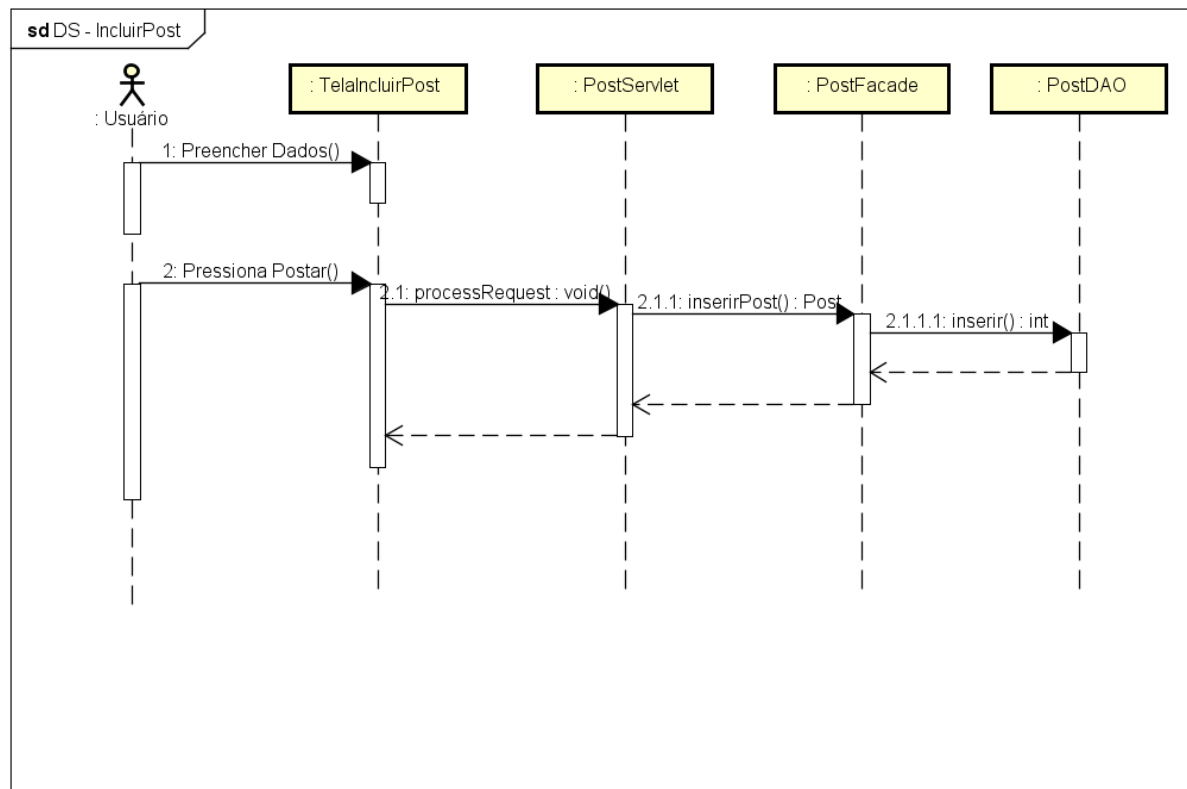 sd DS - IncluirPost
: Usuário
: TelaIncluirPost
: PostServlet
: PostFacade
: PostDAO
1: Preencher Dados()
2: Pressiona Postar()
2.1: processRequest : void()
2.1.1: inserirPost() : Post
2.1.1.1: inserir() : int